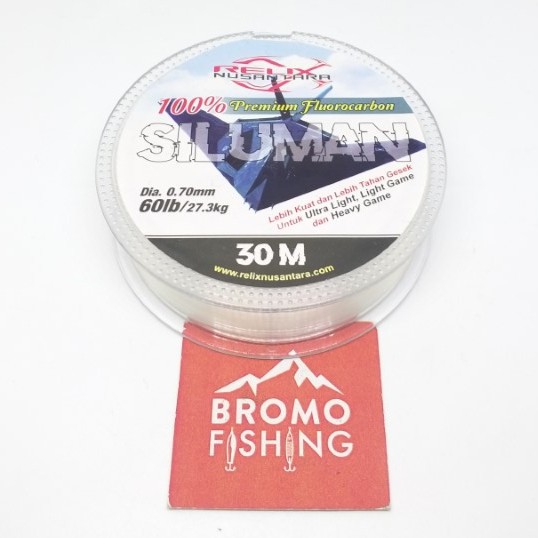 RELIX
NUSANTARA
100% Premium Fluorocarbon
SILUMAN
Dia. 0.70mm
60lb/27.3kg
Lebih Kuat dan Lebih Tahan Gesek
Untuk Ultra Light, Light Game
dan Heavy Game
30 M
www.relixnusantara.com
BROMO
FISHING